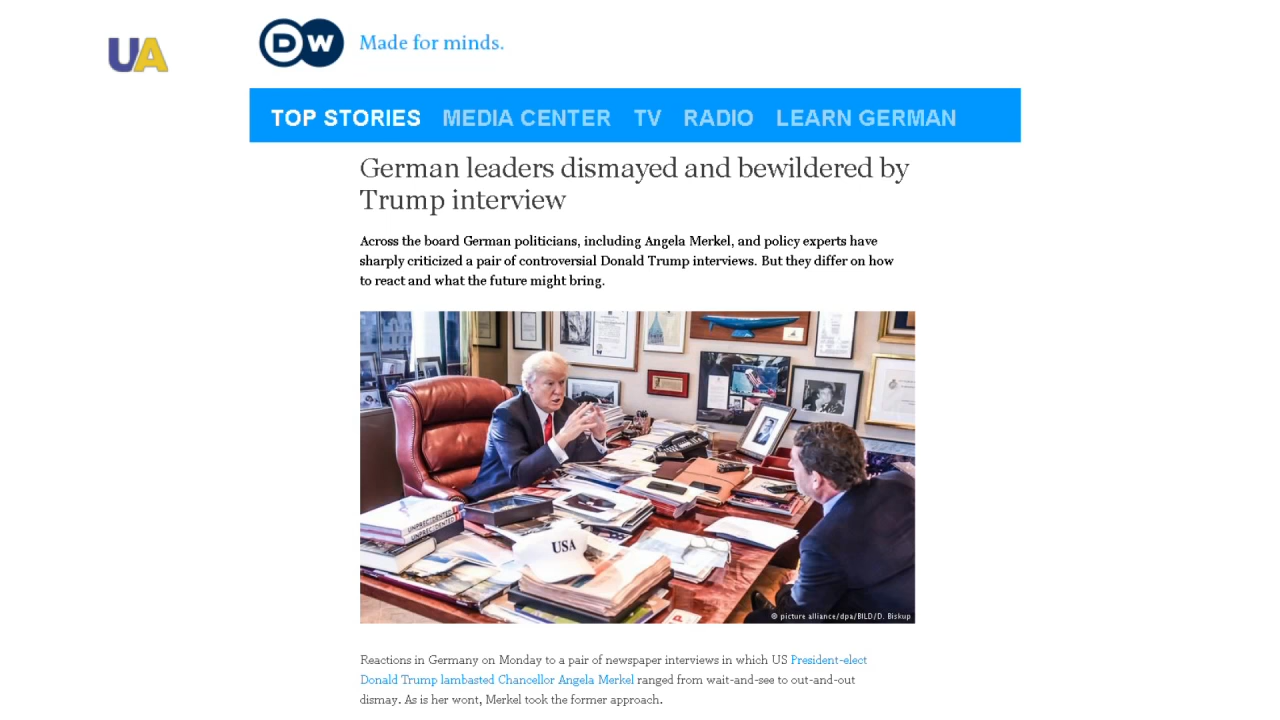 UA
DW Made for minds.
TOP STORIES MEDIA CENTER TV RADIO LEARN GERMAN
German leaders dismayed and bewildered by
Trump interview
Across the board German politicians, including Angela Merkel, and policy experts have
sharply criticized a pair of controversial Donald Trump interviews. But they differ on how
to react and what the future might bring.
UNPRECEDENTED
UNPRECEDENTED
USA
© picture alliance/dpa/BILD/D. Biskup
Reactions in Germany on Monday to a pair of newspaper interviews in which US President-elect
Donald Trump lambasted Chancellor Angela Merkel ranged from wait-and-see to out-and-out
dismay. As is her wont, Merkel took the former approach.